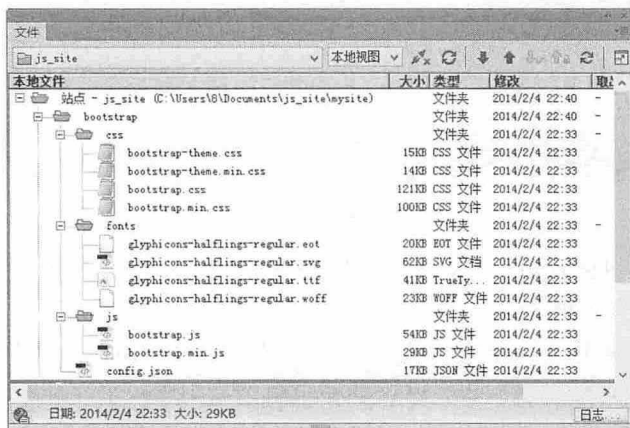 文件
js_site 本地视图
本地文件 大小 类型 修改
站点 - js_site (C:\Users\8\Documents\js_site\mysite) 文件夹 2014/2/4 22:40 -
bootstrap 文件夹 2014/2/4 22:40 -
css 文件夹 2014/2/4 22:33 -
bootstrap-theme.css 15KB CSS 文件 2014/2/4 22:33
bootstrap-theme.min.css 14KB CSS 文件 2014/2/4 22:33
bootstrap.css 121KB CSS 文件 2014/2/4 22:33
bootstrap.min.css 100KB CSS 文件 2014/2/4 22:33
fonts 文件夹 2014/2/4 22:33 -
glyphicons-halflings-regular.eot 20KB EOT 文件 2014/2/4 22:33
glyphicons-halflings-regular.svg 62KB SVG 文档 2014/2/4 22:33
glyphicons-halflings-regular.ttf 41KB TrueTy... 2014/2/4 22:33
glyphicons-halflings-regular.woff 23KB WOFF 文件 2014/2/4 22:33
js 文件夹 2014/2/4 22:33 -
bootstrap.js 54KB JS 文件 2014/2/4 22:33
bootstrap.min.js 29KB JS 文件 2014/2/4 22:33
config.json 17KB JSON 文件 2014/2/4 22:33
日期: 2014/2/4 22:33 大小: 29KB 日志...